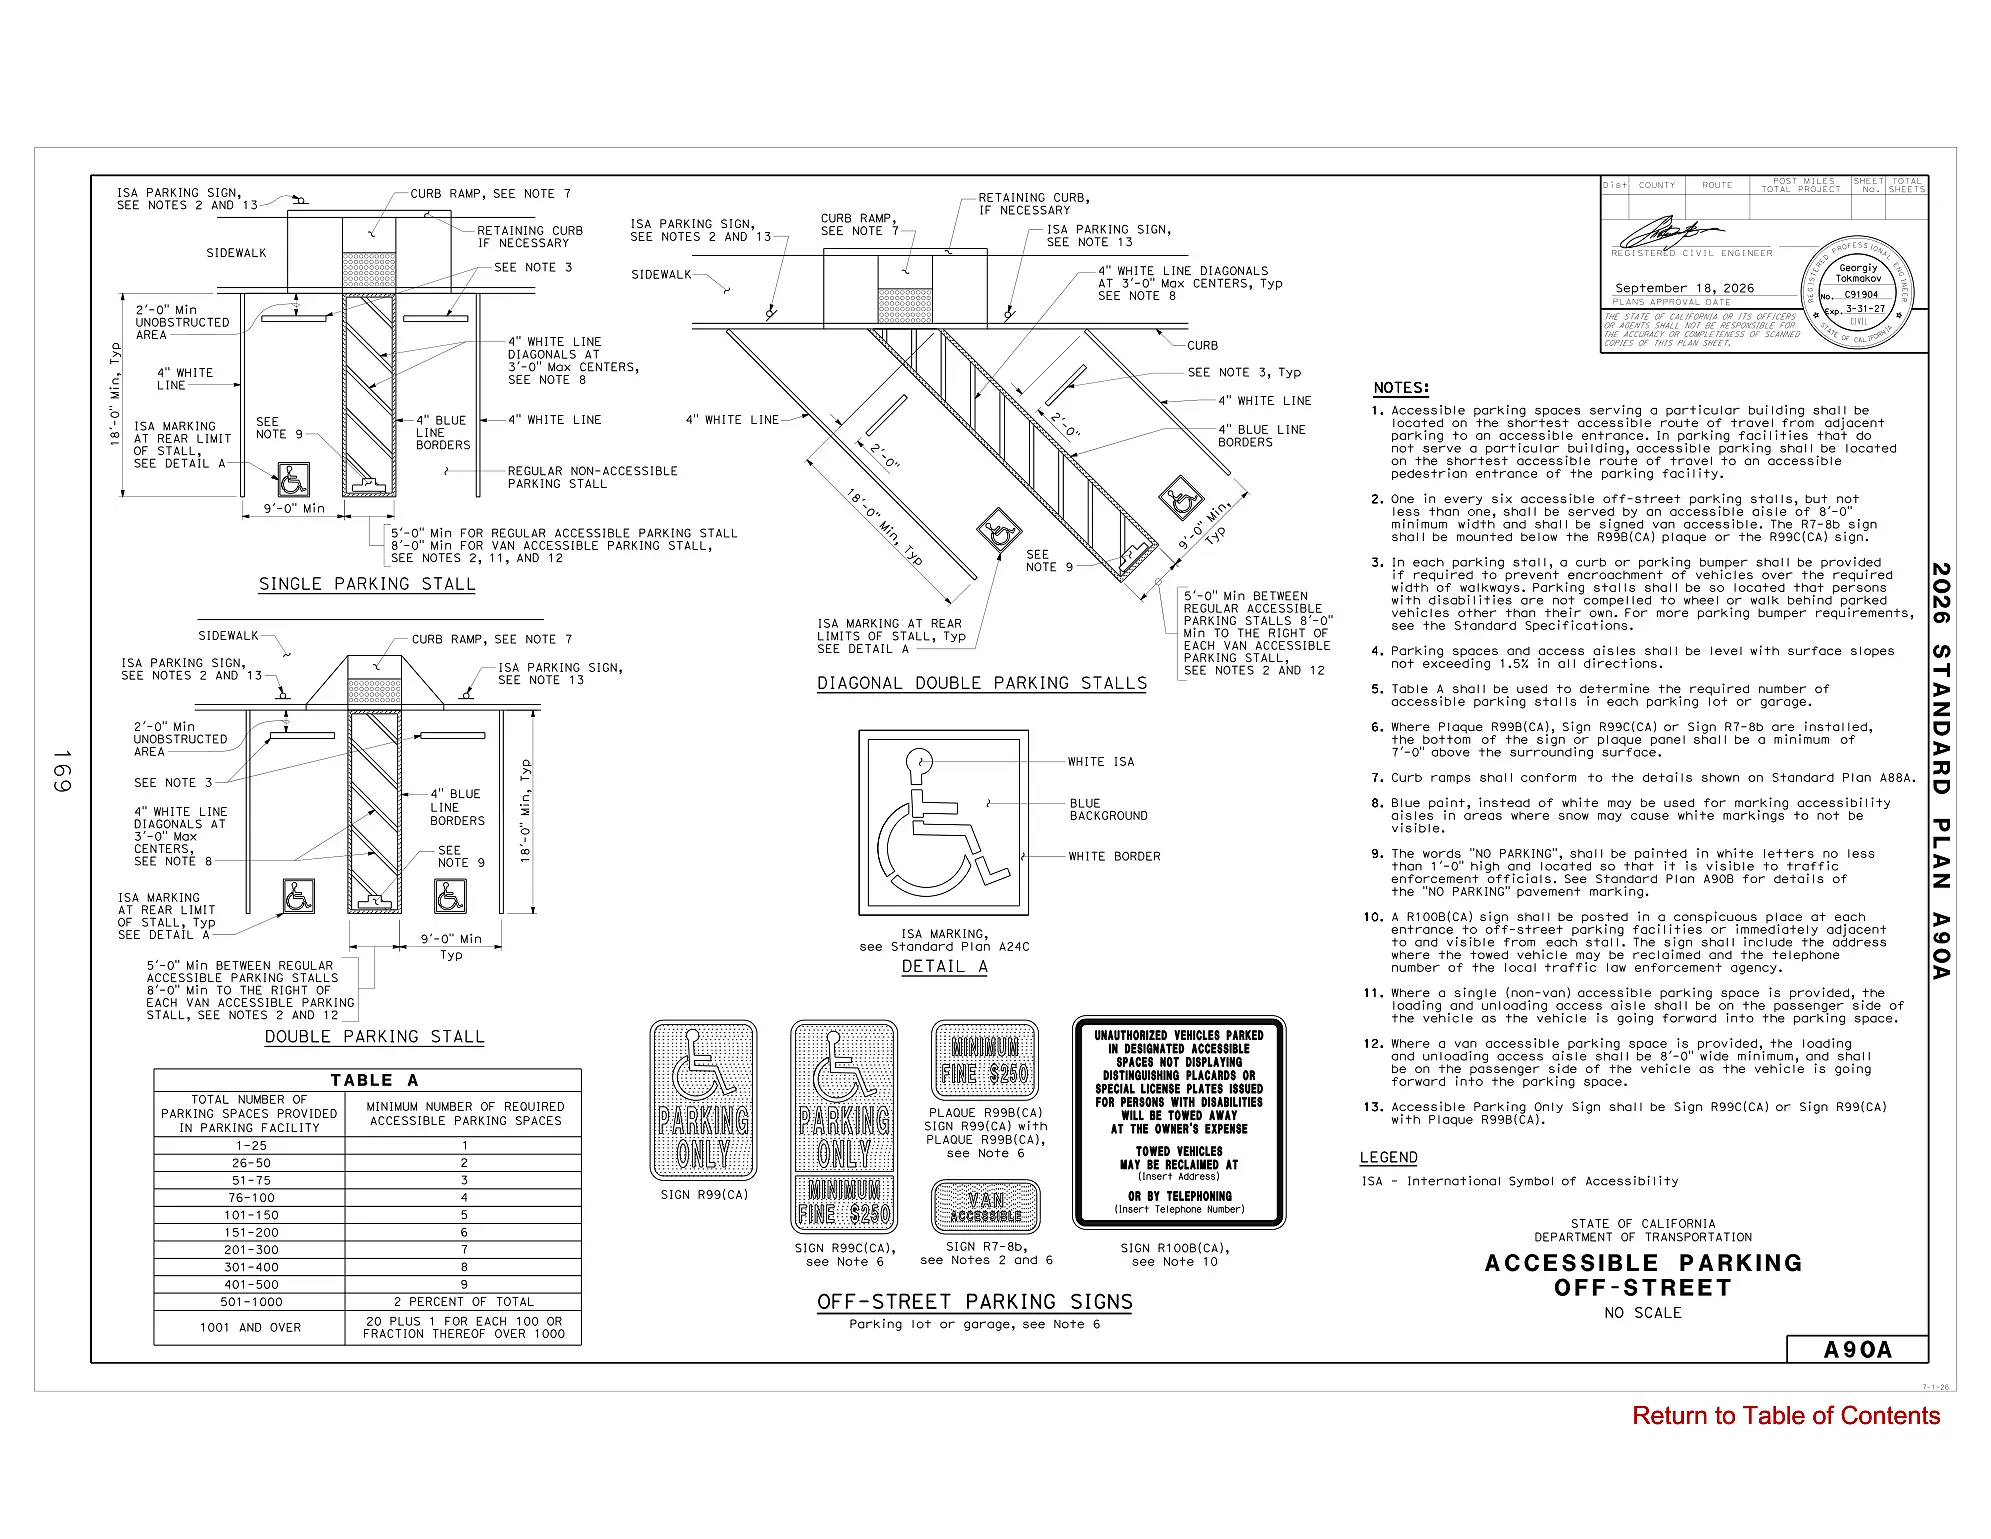 Dist
COUNTY
ROUTE
POST MILES
TOTAL PROJECT
SHEET
No.
TOTAL
SHEETS
REGISTERED CIVIL ENGINEER
September 18, 2026
PLANS APPROVAL DATE
THE STATE OF CALIFORNIA OR ITS OFFICERS
OR AGENTS SHALL NOT BE RESPONSIBLE FOR
THE ACCURACY OR COMPLETENESS OF SCANNED
COPIES OF THIS PLAN SHEET.
REGISTERED PROFESSIONAL ENGINEER
Georgiy
Tokmakov
No. C91904
Exp. 3-31-27
CIVIL
STATE OF CALIFORNIA
ISA PARKING SIGN,
SEE NOTES 2 AND 13
CURB RAMP, SEE NOTE 7
RETAINING CURB
IF NECESSARY
SIDEWALK
SEE NOTE 3
2'-0" Min
UNOBSTRUCTED
AREA
18'-0" Min, Typ
4" WHITE
LINE
4" WHITE LINE
DIAGONALS AT
3'-0" Max CENTERS,
SEE NOTE 8
ISA MARKING
AT REAR LIMIT
OF STALL,
SEE DETAIL A
SEE
NOTE 9
4" BLUE
LINE
BORDERS
4" WHITE LINE
REGULAR NON-ACCESSIBLE
PARKING STALL
9'-0" Min
5'-0" Min FOR REGULAR ACCESSIBLE PARKING STALL
8'-0" Min FOR VAN ACCESSIBLE PARKING STALL,
SEE NOTES 2, 11, AND 12
SINGLE PARKING STALL
SIDEWALK
CURB RAMP, SEE NOTE 7
ISA PARKING SIGN,
SEE NOTES 2 AND 13
ISA PARKING SIGN,
SEE NOTE 13
2'-0" Min
UNOBSTRUCTED
AREA
SEE NOTE 3
4" WHITE LINE
DIAGONALS AT
3'-0" Max
CENTERS,
SEE NOTE 8
4" BLUE
LINE
BORDERS
SEE
NOTE 9
18'-0" Min, Typ
ISA MARKING
AT REAR LIMIT
OF STALL, Typ
SEE DETAIL A
9'-0" Min
Typ
5'-0" Min BETWEEN REGULAR
ACCESSIBLE PARKING STALLS
8'-0" Min TO THE RIGHT OF
EACH VAN ACCESSIBLE PARKING
STALL, SEE NOTES 2 AND 12
DOUBLE PARKING STALL
TABLE A
TOTAL NUMBER OF
PARKING SPACES PROVIDED
IN PARKING FACILITY
MINIMUM NUMBER OF REQUIRED
ACCESSIBLE PARKING SPACES
1-25 1
26-50 2
51-75 3
76-100 4
101-150 5
151-200 6
201-300 7
301-400 8
401-500 9
501-1000 2 PERCENT OF TOTAL
1001 AND OVER
20 PLUS 1 FOR EACH 100 OR
FRACTION THEREOF OVER 1000
RETAINING CURB,
IF NECESSARY
ISA PARKING SIGN,
SEE NOTES 2 AND 13
CURB RAMP,
SEE NOTE 7
ISA PARKING SIGN,
SEE NOTE 13
SIDEWALK
4" WHITE LINE DIAGONALS
AT 3'-0" Max CENTERS, Typ
SEE NOTE 8
CURB
SEE NOTE 3, Typ
4" WHITE LINE
4" WHITE LINE
4" BLUE LINE
BORDERS
2'-0"
2'-0"
18'-0" Min, Typ
9'-0" Min,
Typ
SEE
NOTE 9
ISA MARKING AT REAR
LIMITS OF STALL, Typ
SEE DETAIL A
5'-0" Min BETWEEN
REGULAR ACCESSIBLE
PARKING STALLS 8'-0"
Min TO THE RIGHT OF
EACH VAN ACCESSIBLE
PARKING STALL,
SEE NOTES 2 AND 12
DIAGONAL DOUBLE PARKING STALLS
WHITE ISA
BLUE
BACKGROUND
WHITE BORDER
ISA MARKING,
see Standard Plan A24C
DETAIL A
PARKING
ONLY
SIGN R99(CA)
PARKING
ONLY
MINIMUM
FINE $250
SIGN R99C(CA),
see Note 6
MINIMUM
FINE $250
PLAQUE R99B(CA)
SIGN R99(CA) with
PLAQUE R99B(CA),
see Note 6
VAN
ACCESSIBLE
SIGN R7-8b,
see Notes 2 and 6
UNAUTHORIZED VEHICLES PARKED
IN DESIGNATED ACCESSIBLE
SPACES NOT DISPLAYING
DISTINGUISHING PLACARDS OR
SPECIAL LICENSE PLATES ISSUED
FOR PERSONS WITH DISABILITIES
WILL BE TOWED AWAY
AT THE OWNER'S EXPENSE
TOWED VEHICLES
MAY BE RECLAIMED AT
(Insert Address)
OR BY TELEPHONING
(Insert Telephone Number)
SIGN R100B(CA),
see Note 10
OFF-STREET PARKING SIGNS
Parking lot or garage, see Note 6
NOTES:
1. Accessible parking spaces serving a particular building shall be
located on the shortest accessible route of travel from adjacent
parking to an accessible entrance. In parking facilities that do
not serve a particular building, accessible parking shall be located
on the shortest accessible route of travel to an accessible
pedestrian entrance of the parking facility.
2. One in every six accessible off-street parking stalls, but not
less than one, shall be served by an accessible aisle of 8'-0"
minimum width and shall be signed van accessible. The R7-8b sign
shall be mounted below the R99B(CA) plaque or the R99C(CA) sign.
3. In each parking stall, a curb or parking bumper shall be provided
if required to prevent encroachment of vehicles over the required
width of walkways. Parking stalls shall be so located that persons
with disabilities are not compelled to wheel or walk behind parked
vehicles other than their own. For more parking bumper requirements,
see the Standard Specifications.
4. Parking spaces and access aisles shall be level with surface slopes
not exceeding 1.5% in all directions.
5. Table A shall be used to determine the required number of
accessible parking stalls in each parking lot or garage.
6. Where Plaque R99B(CA), Sign R99C(CA) or Sign R7-8b are installed,
the bottom of the sign or plaque panel shall be a minimum of
7'-0" above the surrounding surface.
7. Curb ramps shall conform to the details shown on Standard Plan A88A.
8. Blue paint, instead of white may be used for marking accessibility
aisles in areas where snow may cause white markings to not be
visible.
9. The words "NO PARKING", shall be painted in white letters no less
than 1'-0" high and located so that it is visible to traffic
enforcement officials. See Standard Plan A90B for details of
the "NO PARKING" pavement marking.
10. A R100B(CA) sign shall be posted in a conspicuous place at each
entrance to off-street parking facilities or immediately adjacent
to and visible from each stall. The sign shall include the address
where the towed vehicle may be reclaimed and the telephone
number of the local traffic law enforcement agency.
11. Where a single (non-van) accessible parking space is provided, the
loading and unloading access aisle shall be on the passenger side of
the vehicle as the vehicle is going forward into the parking space.
12. Where a van accessible parking space is provided, the loading
and unloading access aisle shall be 8'-0" wide minimum, and shall
be on the passenger side of the vehicle as the vehicle is going
forward into the parking space.
13. Accessible Parking Only Sign shall be Sign R99C(CA) or Sign R99(CA)
with Plaque R99B(CA).
LEGEND
ISA - International Symbol of Accessibility
STATE OF CALIFORNIA
DEPARTMENT OF TRANSPORTATION
ACCESSIBLE PARKING
OFF-STREET
NO SCALE
A90A
2026 STANDARD PLAN A90A
169
7-1-26
Return to Table of Contents